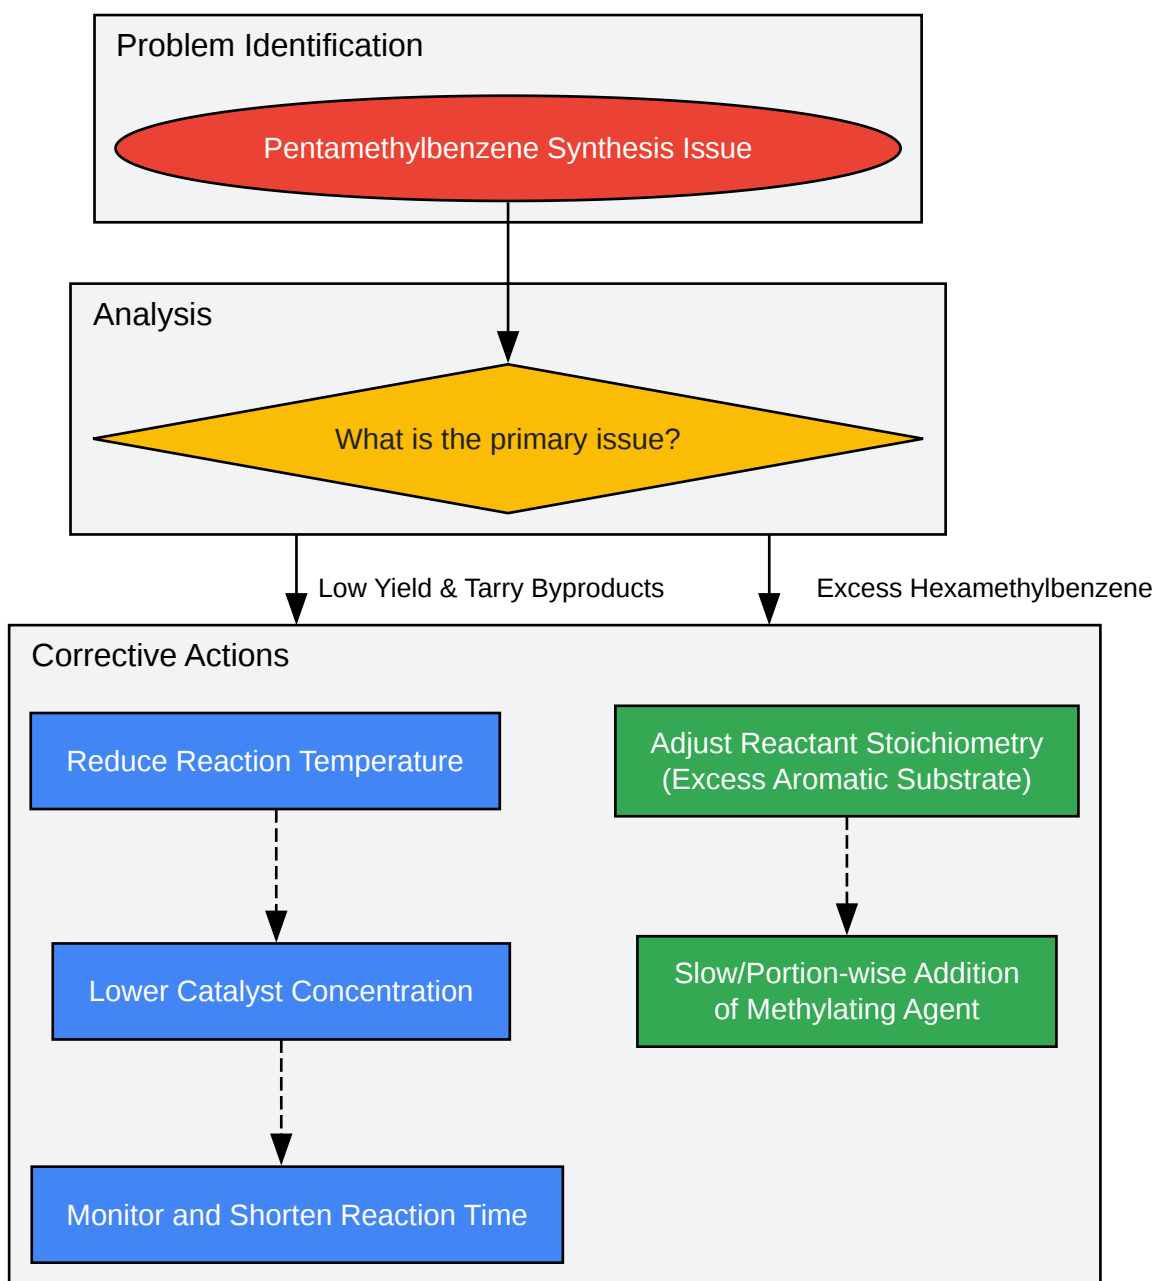 Problem Identification
Pentamethylbenzene Synthesis Issue
Analysis
What is the primary issue?
Low Yield & Tarry Byproducts
Excess Hexamethylbenzene
Corrective Actions
Reduce Reaction Temperature
Adjust Reactant Stoichiometry
(Excess Aromatic Substrate)
Lower Catalyst Concentration
Slow/Portion-wise Addition
of Methylating Agent
Monitor and Shorten Reaction Time